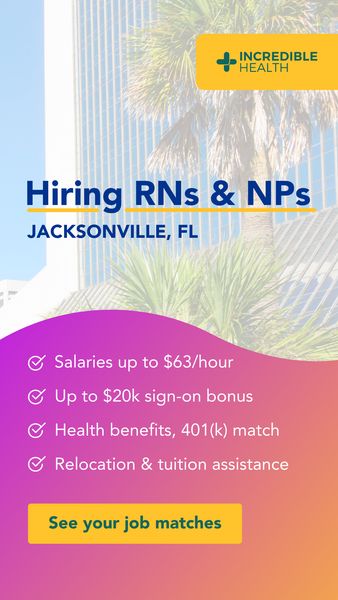 INCREDIBLE
HEALTH
Hiring RNs & NPs
JACKSONVILLE, FL
Salaries up to $63/hour
Up to $20k sign-on bonus
Health benefits, 401(k) match
Relocation & tuition assistance
See your job matches